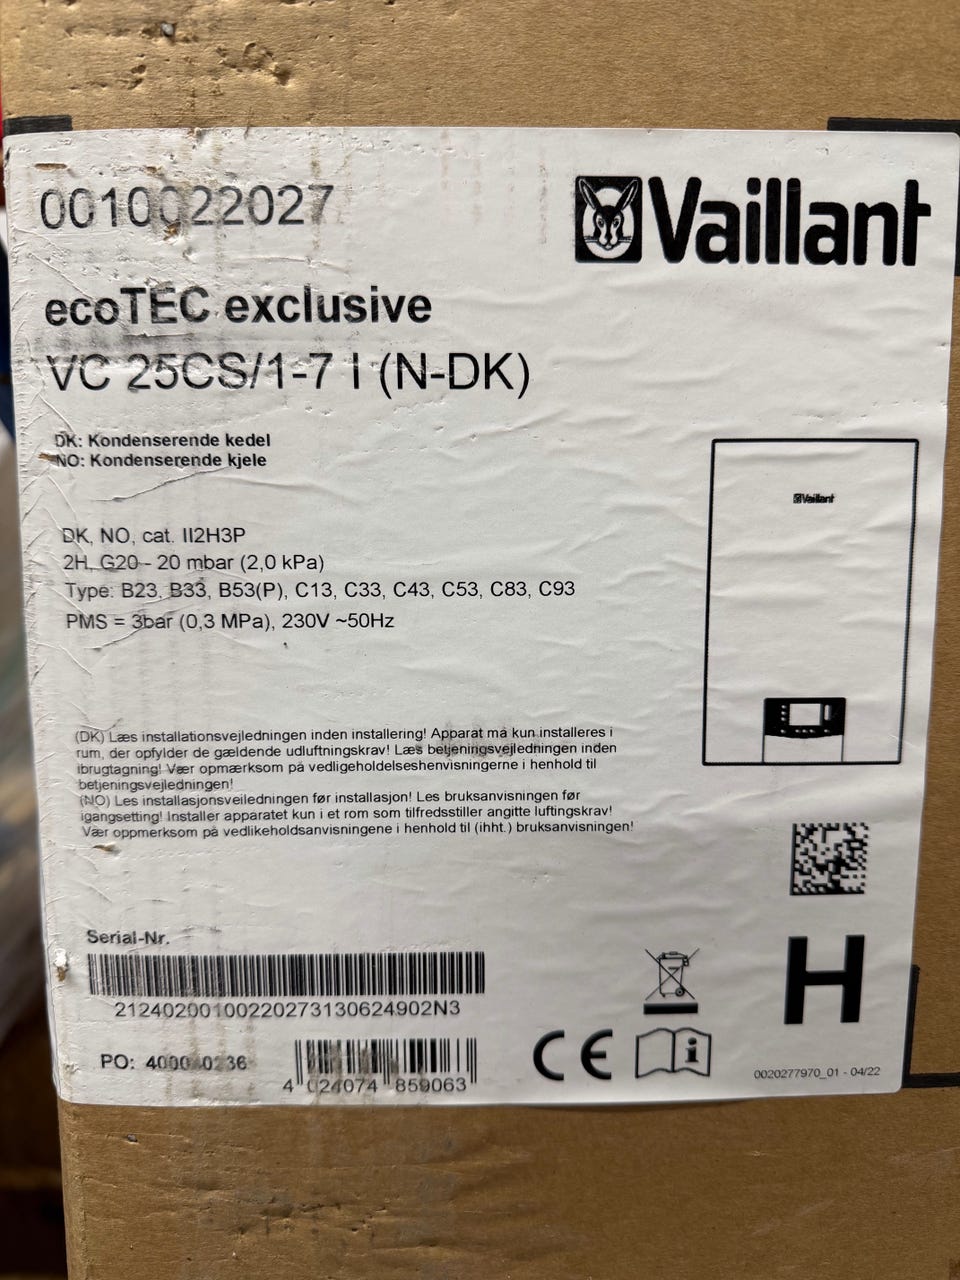 0010022027
Vaillant
ecoTEC exclusive
VC 25CS/1-7 I (N-DK)
DK: Kondenserende kedel
NO: Kondenserende kjele
Vaillant
DK, NO, cat. II2H3P
2H, G20 - 20 mbar (2,0 kPa)
Type: B23, B33, B53(P), C13, C33, C43, C53, C83, C93
PMS = 3bar (0,3 MPa), 230V ~50Hz
(DK) Læs installationsvejledningen inden installering! Apparat må kun installeres i
rum, der opfylder de gældende udluftningskrav! Læs betjeningsvejledningen inden
ibrugtagning! Vær opmærksom på vedligeholdelseshenvisningerne i henhold til
betjeningsvejledningen!
(NO) Les installasjonsveiledningen før installasjon! Les bruksanvisningen før
igangsetting! Installer apparatet kun i et rom som tilfredsstiller angitte luftingskrav!
Vær oppmerksom på vedlikeholdsanvisningene i henhold til (ihht.) bruksanvisningen!
Serial-Nr.
21240200100220273130624902N3
H
PO:
4 024074 859063
CE
i
0020277970_01 - 04/22